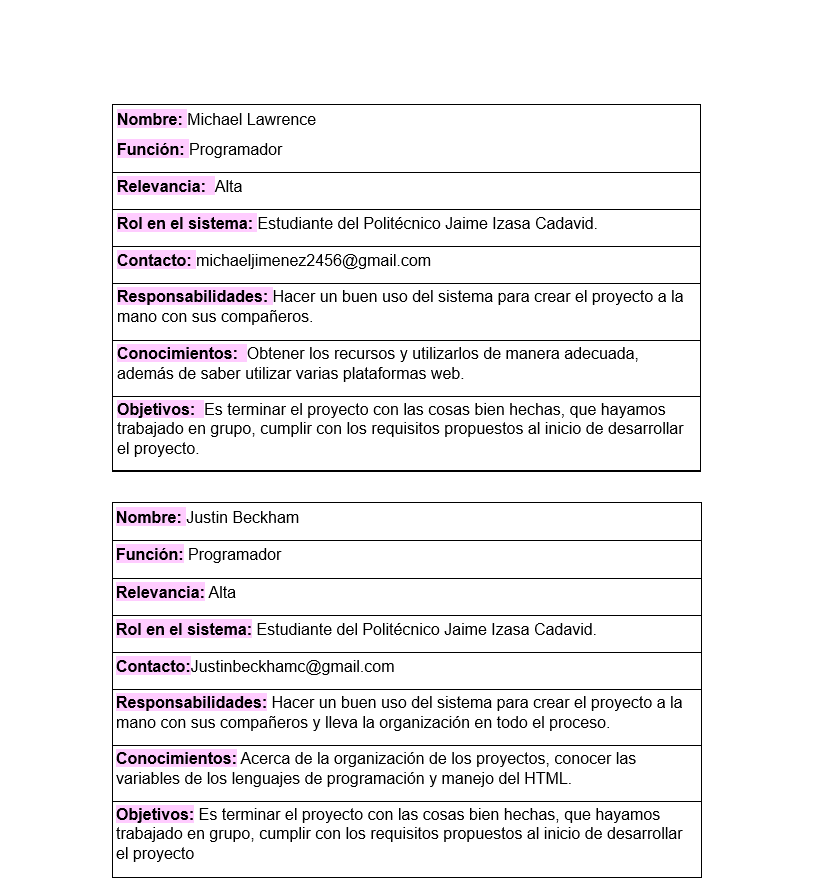 Nombre: Michael Lawrence
Función: Programador
Relevancia: Alta
Rol en el sistema: Estudiante del Politécnico Jaime Izasa Cadavid.
Contacto: michaeljimenez2456@gmail.com
Responsabilidades: Hacer un buen uso del sistema para crear el proyecto a la
mano con sus compañeros.
Conocimientos: Obtener los recursos y utilizarlos de manera adecuada,
además de saber utilizar varias plataformas web.
Objetivos: Es terminar el proyecto con las cosas bien hechas, que hayamos
trabajado en grupo, cumplir con los requisitos propuestos al inicio de desarrollar
el proyecto.
Nombre: Justin Beckham
Función: Programador
Relevancia: Alta
Rol en el sistema: Estudiante del Politécnico Jaime Izasa Cadavid.
Contacto:Justinbeckhamc@gmail.com
Responsabilidades: Hacer un buen uso del sistema para crear el proyecto a la
mano con sus compañeros y lleva la organización en todo el proceso.
Conocimientos: Acerca de la organización de los proyectos, conocer las
variables de los lenguajes de programación y manejo del HTML.
Objetivos: Es terminar el proyecto con las cosas bien hechas, que hayamos
trabajado en grupo, cumplir con los requisitos propuestos al inicio de desarrollar
el proyecto